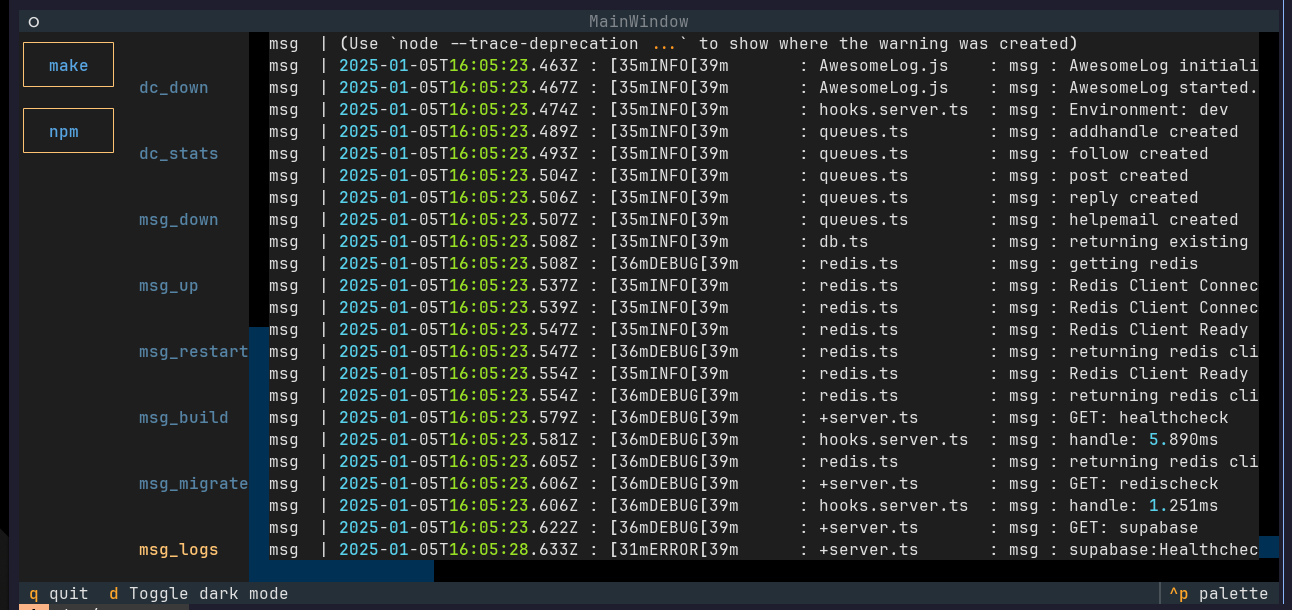 O MainWindow
make
npm
dc_down
dc_stats
msg_down
msg_up
msg_restart
msg_build
msg_migrate
msg_logs
msg | (Use `node --trace-deprecation ...` to show where the warning was created)
msg | 2025-01-05T16:05:23.463Z : [35mINFO[39m : AwesomeLog.js : msg : AwesomeLog initiali
msg | 2025-01-05T16:05:23.467Z : [35mINFO[39m : AwesomeLog.js : msg : AwesomeLog started.
msg | 2025-01-05T16:05:23.474Z : [35mINFO[39m : hooks.server.ts : msg : Environment: dev
msg | 2025-01-05T16:05:23.489Z : [35mINFO[39m : queues.ts : msg : addhandle created
msg | 2025-01-05T16:05:23.493Z : [35mINFO[39m : queues.ts : msg : follow created
msg | 2025-01-05T16:05:23.504Z : [35mINFO[39m : queues.ts : msg : post created
msg | 2025-01-05T16:05:23.506Z : [35mINFO[39m : queues.ts : msg : reply created
msg | 2025-01-05T16:05:23.507Z : [35mINFO[39m : queues.ts : msg : helpemail created
msg | 2025-01-05T16:05:23.508Z : [35mINFO[39m : db.ts : msg : returning existing
msg | 2025-01-05T16:05:23.508Z : [36mDEBUG[39m : redis.ts : msg : getting redis
msg | 2025-01-05T16:05:23.537Z : [35mINFO[39m : redis.ts : msg : Redis Client Connec
msg | 2025-01-05T16:05:23.539Z : [35mINFO[39m : redis.ts : msg : Redis Client Connec
msg | 2025-01-05T16:05:23.547Z : [35mINFO[39m : redis.ts : msg : Redis Client Ready
msg | 2025-01-05T16:05:23.547Z : [36mDEBUG[39m : redis.ts : msg : returning redis cli
msg | 2025-01-05T16:05:23.554Z : [35mINFO[39m : redis.ts : msg : Redis Client Ready
msg | 2025-01-05T16:05:23.554Z : [36mDEBUG[39m : redis.ts : msg : returning redis cli
msg | 2025-01-05T16:05:23.579Z : [36mDEBUG[39m : +server.ts : msg : GET: healthcheck
msg | 2025-01-05T16:05:23.581Z : [36mDEBUG[39m : hooks.server.ts : msg : handle: 5.890ms
msg | 2025-01-05T16:05:23.605Z : [36mDEBUG[39m : redis.ts : msg : returning redis cli
msg | 2025-01-05T16:05:23.606Z : [36mDEBUG[39m : +server.ts : msg : GET: redischeck
msg | 2025-01-05T16:05:23.606Z : [36mDEBUG[39m : hooks.server.ts : msg : handle: 1.251ms
msg | 2025-01-05T16:05:23.622Z : [36mDEBUG[39m : +server.ts : msg : GET: supabase
msg | 2025-01-05T16:05:28.633Z : [31mERROR[39m : +server.ts : msg : supabase:Healthchec
q quit d Toggle dark mode ^p palette